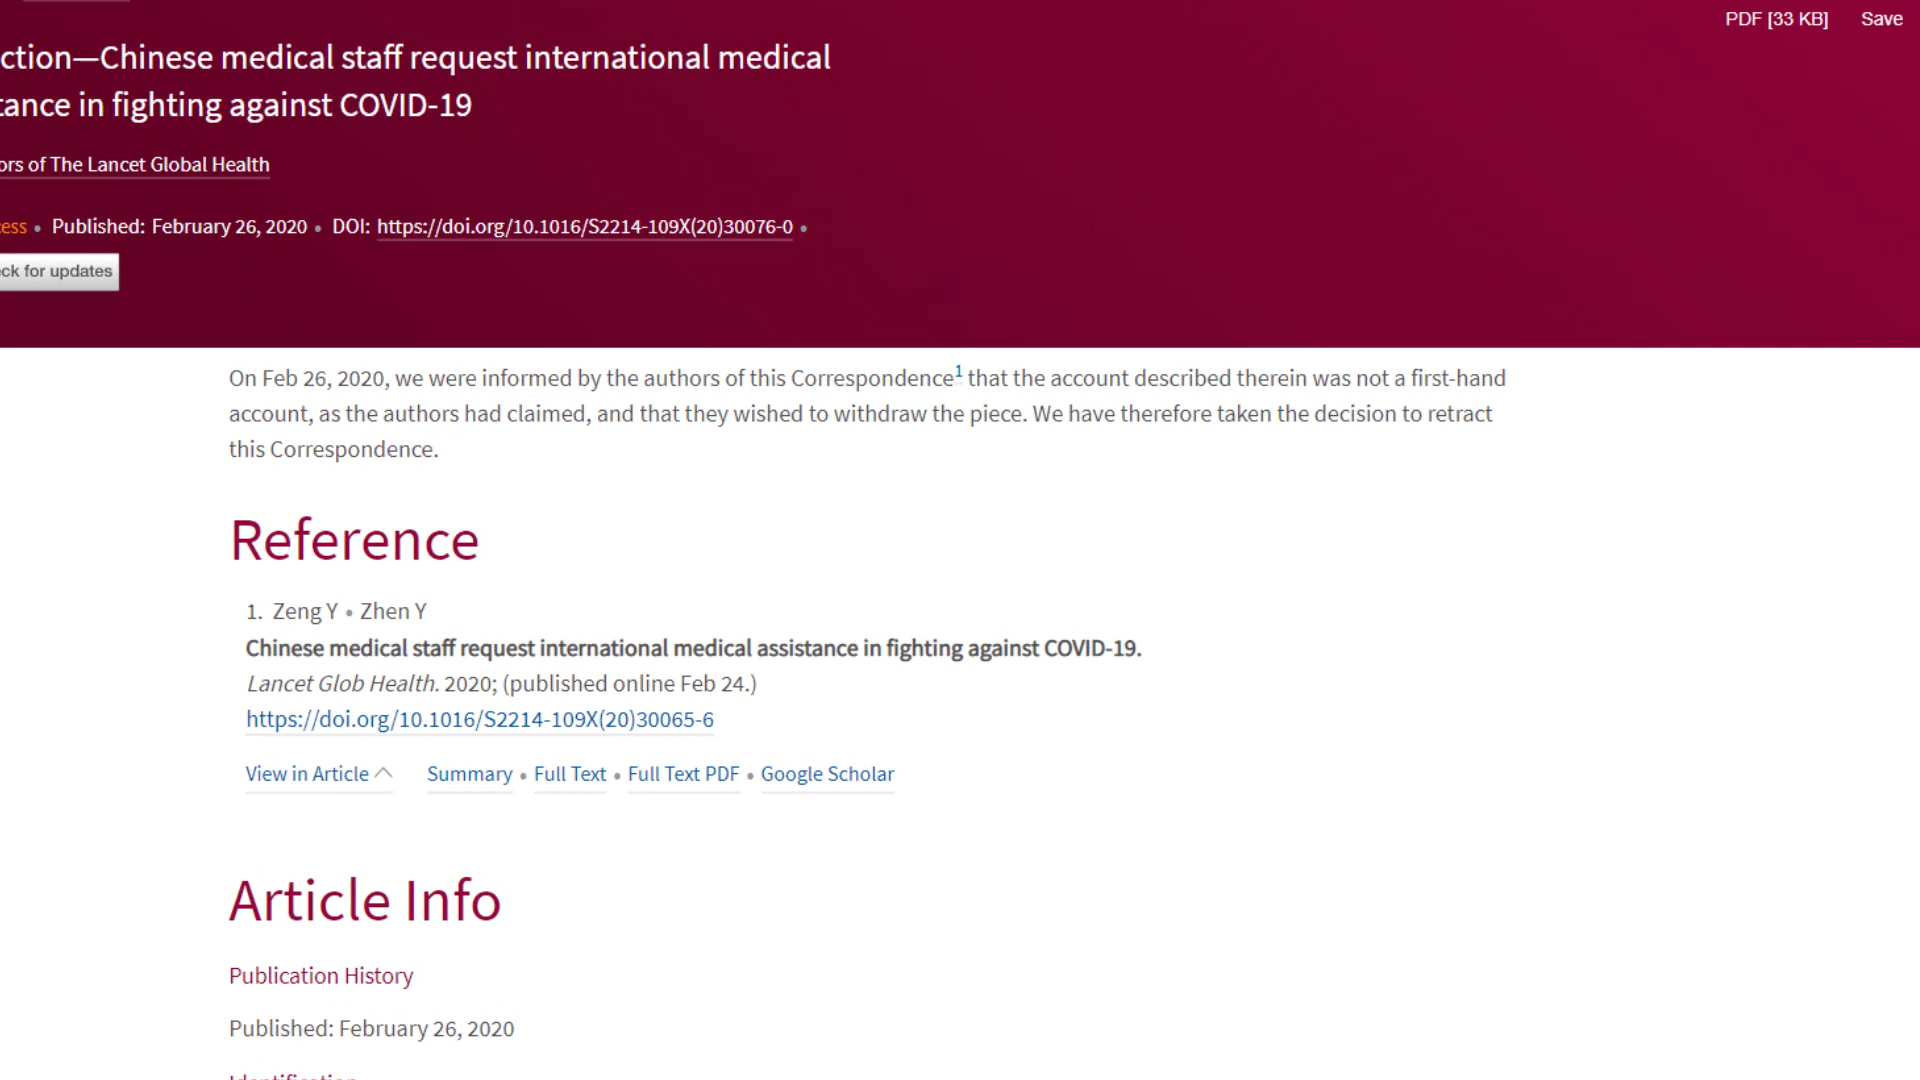 PDF [33 KB] Save
ction—Chinese medical staff request international medical
tance in fighting against COVID-19
ors of The Lancet Global Health
ess • Published: February 26, 2020 • DOI: https://doi.org/10.1016/S2214-109X(20)30076-0 •
ck for updates
On Feb 26, 2020, we were informed by the authors of this Correspondence1 that the account described therein was not a first-hand
account, as the authors had claimed, and that they wished to withdraw the piece. We have therefore taken the decision to retract
this Correspondence.
Reference
1. Zeng Y • Zhen Y
Chinese medical staff request international medical assistance in fighting against COVID-19.
Lancet Glob Health. 2020; (published online Feb 24.)
https://doi.org/10.1016/S2214-109X(20)30065-6
View in Article Summary • Full Text • Full Text PDF • Google Scholar
Article Info
Publication History
Published: February 26, 2020